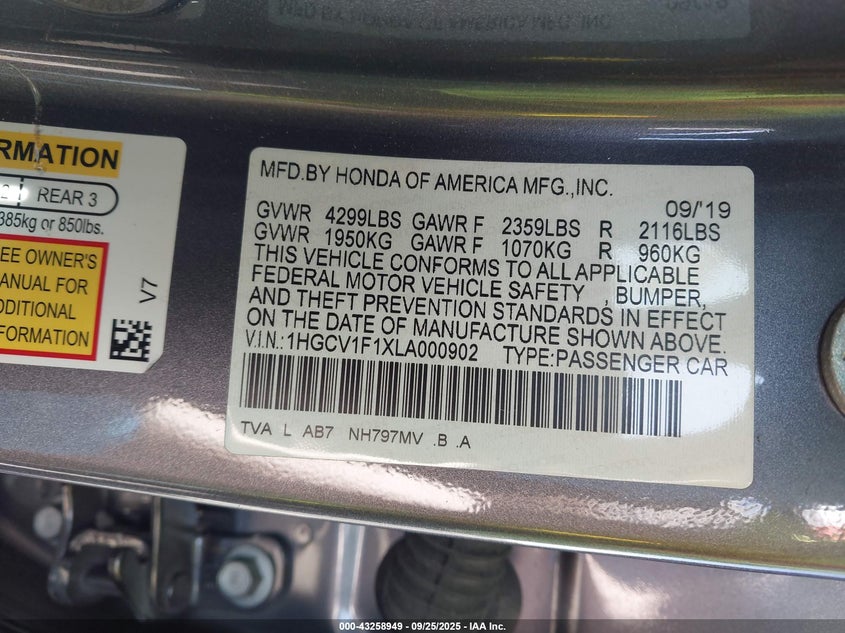 RMATION
REAR 3
385kg or 850lbs.
EE OWNER'S
ANUAL FOR
DDITIONAL
FORMATION
V7
MFD.BY HONDA OF AMERICA MFG.,INC.
09/'19
GVWR 4299LBS GAWR F 2359LBS R 2116LBS
GVWR 1950KG GAWR F 1070KG R 960KG
THIS VEHICLE CONFORMS TO ALL APPLICABLE
FEDERAL MOTOR VEHICLE SAFETY , BUMPER,
AND THEFT PREVENTION STANDARDS IN EFFECT
ON THE DATE OF MANUFACTURE SHOWN ABOVE.
V.I.N.:1HGCV1F1XLA000902 TYPE:PASSENGER CAR
TVA L AB7 NH797MV .B .A
000-43258949 | 09/25/2025 - IAA Inc.